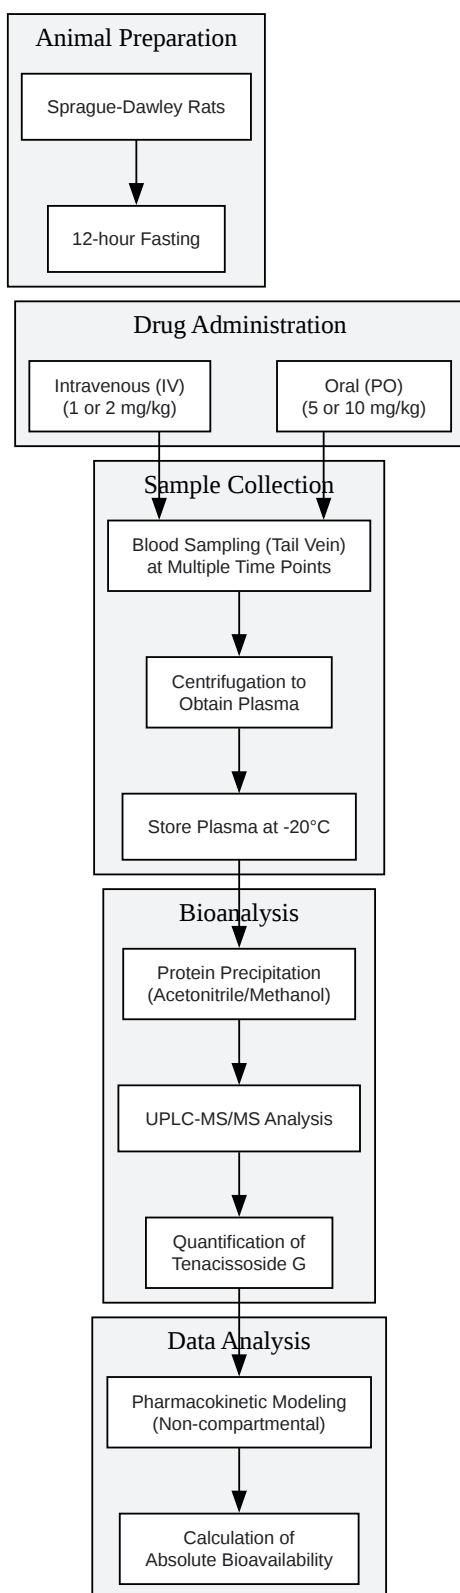 Animal Preparation
Sprague-Dawley Rats
12-hour Fasting
Drug Administration
Intravenous (IV)
(1 or 2 mg/kg)
Oral (PO)
(5 or 10 mg/kg)
Sample Collection
Blood Sampling (Tail Vein)
at Multiple Time Points
Centrifugation to
Obtain Plasma
Store Plasma at -20°C
Bioanalysis
Protein Precipitation
(Acetonitrile/Methanol)
UPLC-MS/MS Analysis
Quantification of
Tenacissoside G
Data Analysis
Pharmacokinetic Modeling
(Non-compartmental)
Calculation of
Absolute Bioavailability